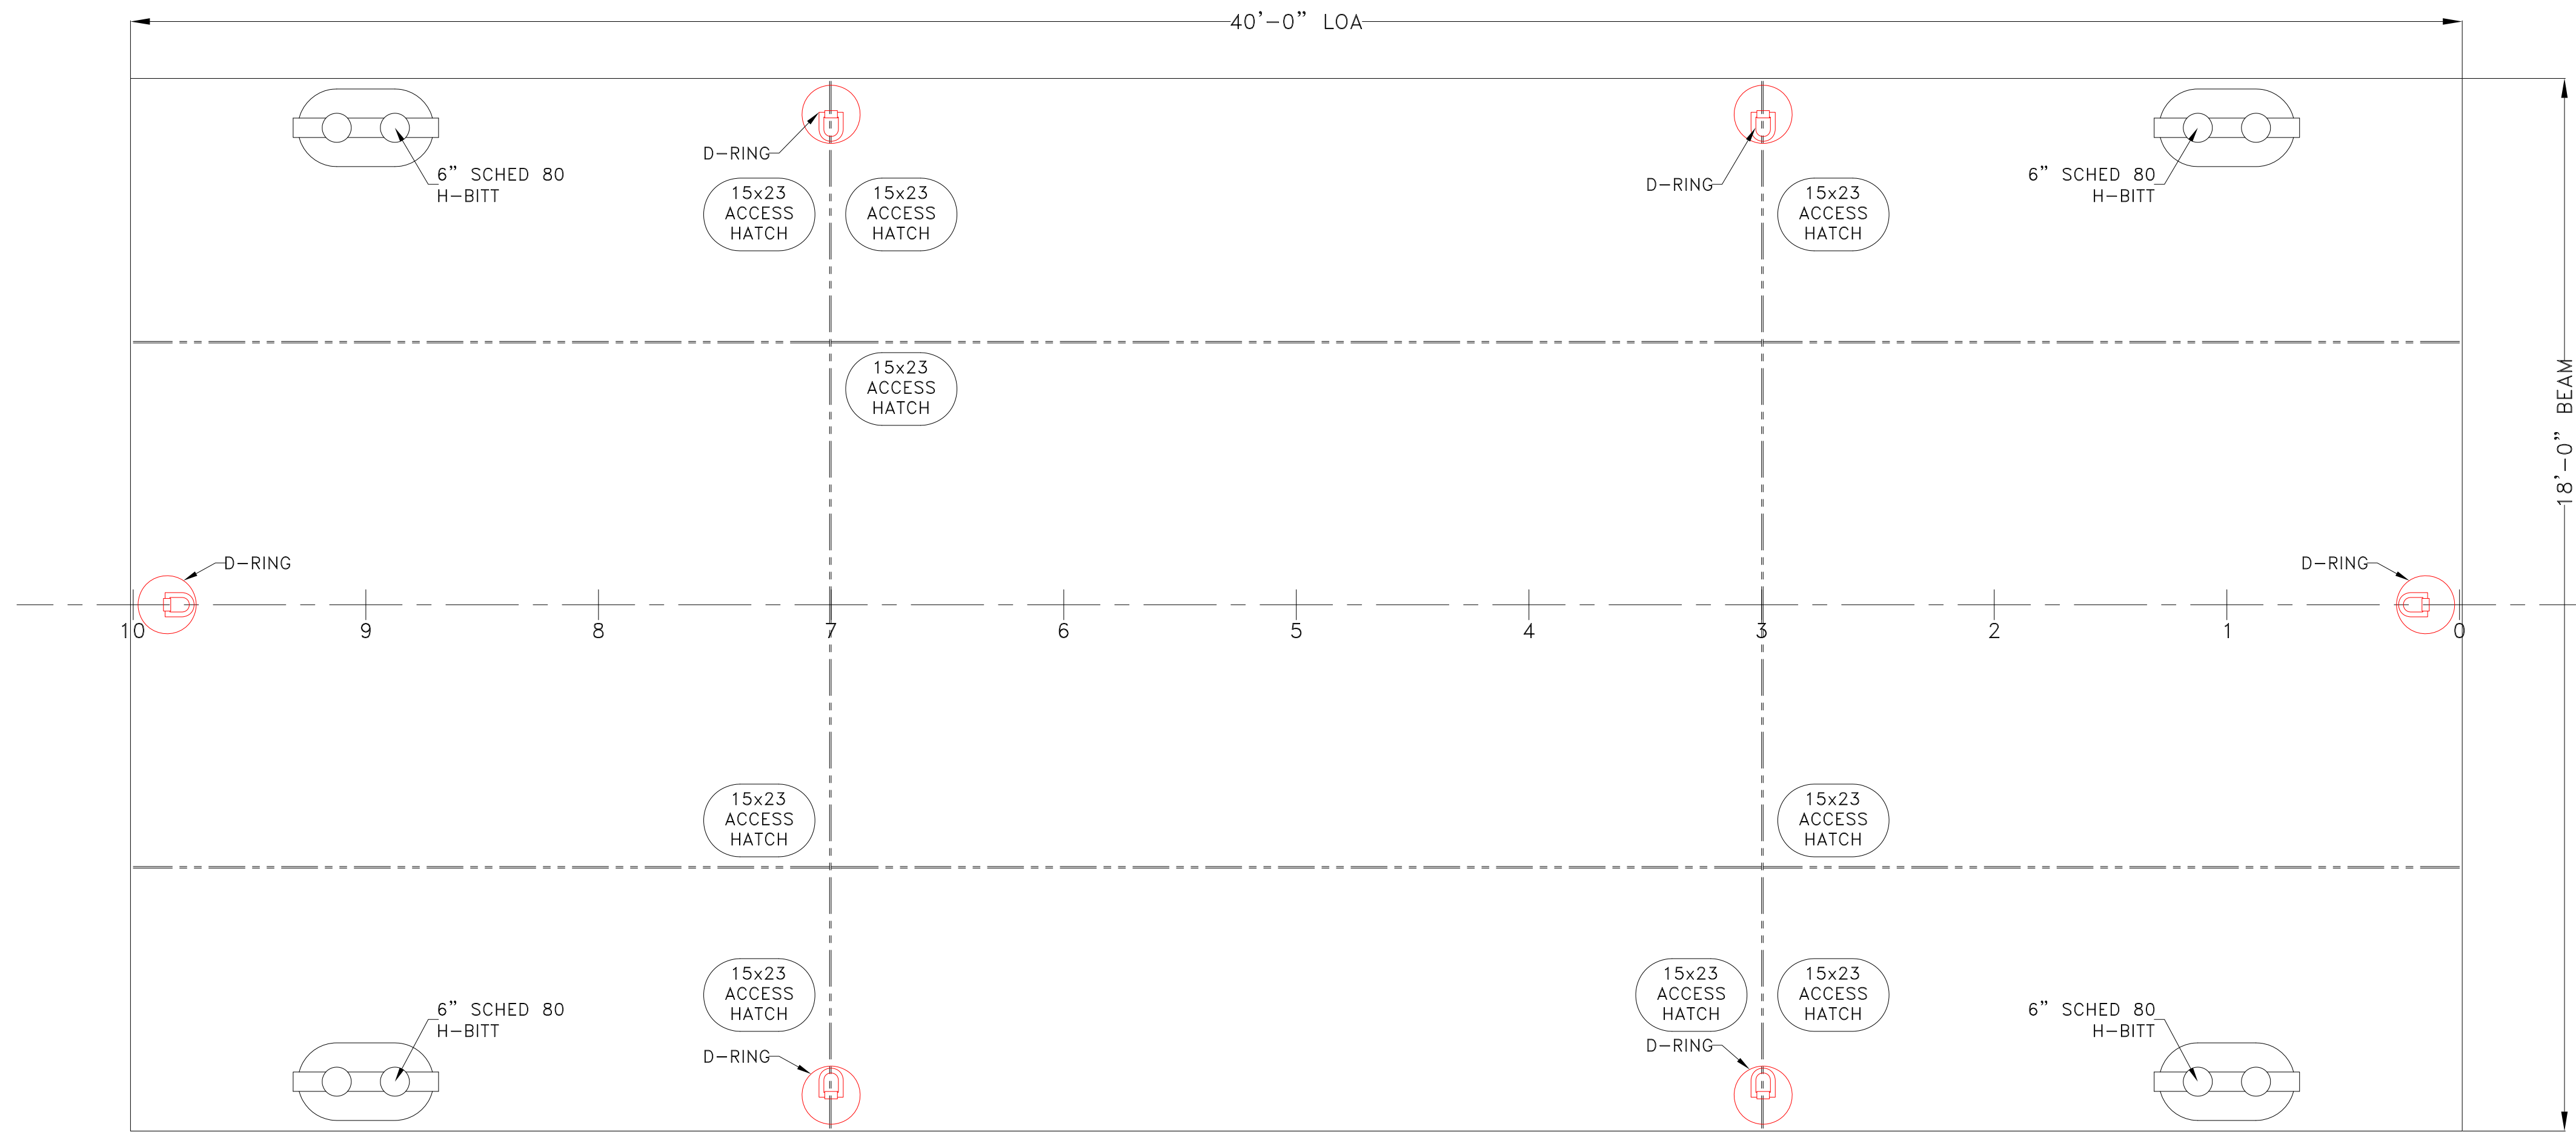 40’-0” LOA
D-RING
6” SCHED 80
H-BITT
D-RING
6” SCHED 80
H-BITT
15x23
ACCESS
HATCH
15x23
ACCESS
HATCH
15x23
ACCESS
HATCH
15x23
ACCESS
HATCH
18’-0” BEAM
D-RING
D-RING
10 9 8 7 6 5 4 3 2 1 0
15x23
ACCESS
HATCH
15x23
ACCESS
HATCH
15x23
ACCESS
HATCH
15x23
ACCESS
HATCH
15x23
ACCESS
HATCH
6” SCHED 80
H-BITT
D-RING
D-RING
6” SCHED 80
H-BITT